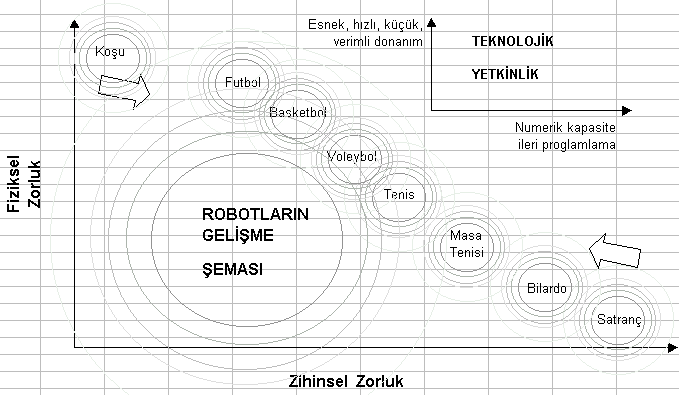 Esnek, hızlı, küçük,
verimli donanım
TEKNOLOJİK
YETKİNLİK
Numerik kapasite
ileri proglamlama
Koşu
Futbol
Basketbol
Voleybol
Tenis
Masa
Tenisi
Bilardo
Satranç
ROBOTLARIN
GELİŞME
ŞEMASI
Fiziksel
Zorluk
Zihinsel Zorluk